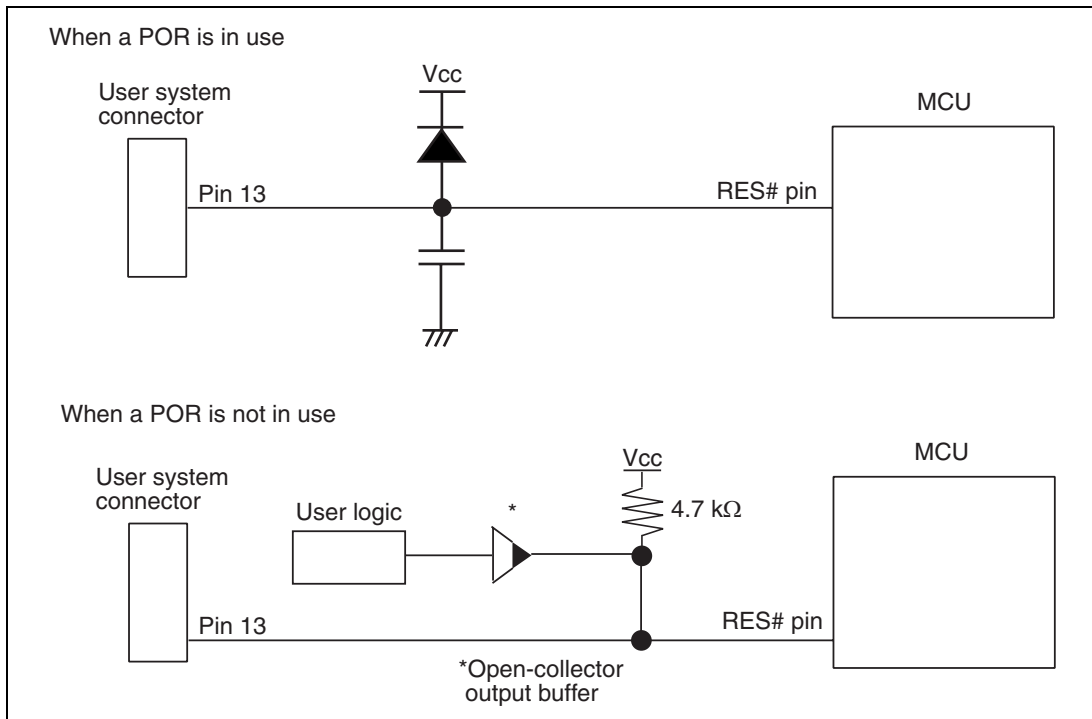 When a POR is in use
User system
connector
Vcc
MCU
Pin 13
RES# pin
When a POR is not in use
User system
connector
User logic
*
Vcc
4.7 kΩ
MCU
Pin 13
RES# pin
*Open-collector
output buffer